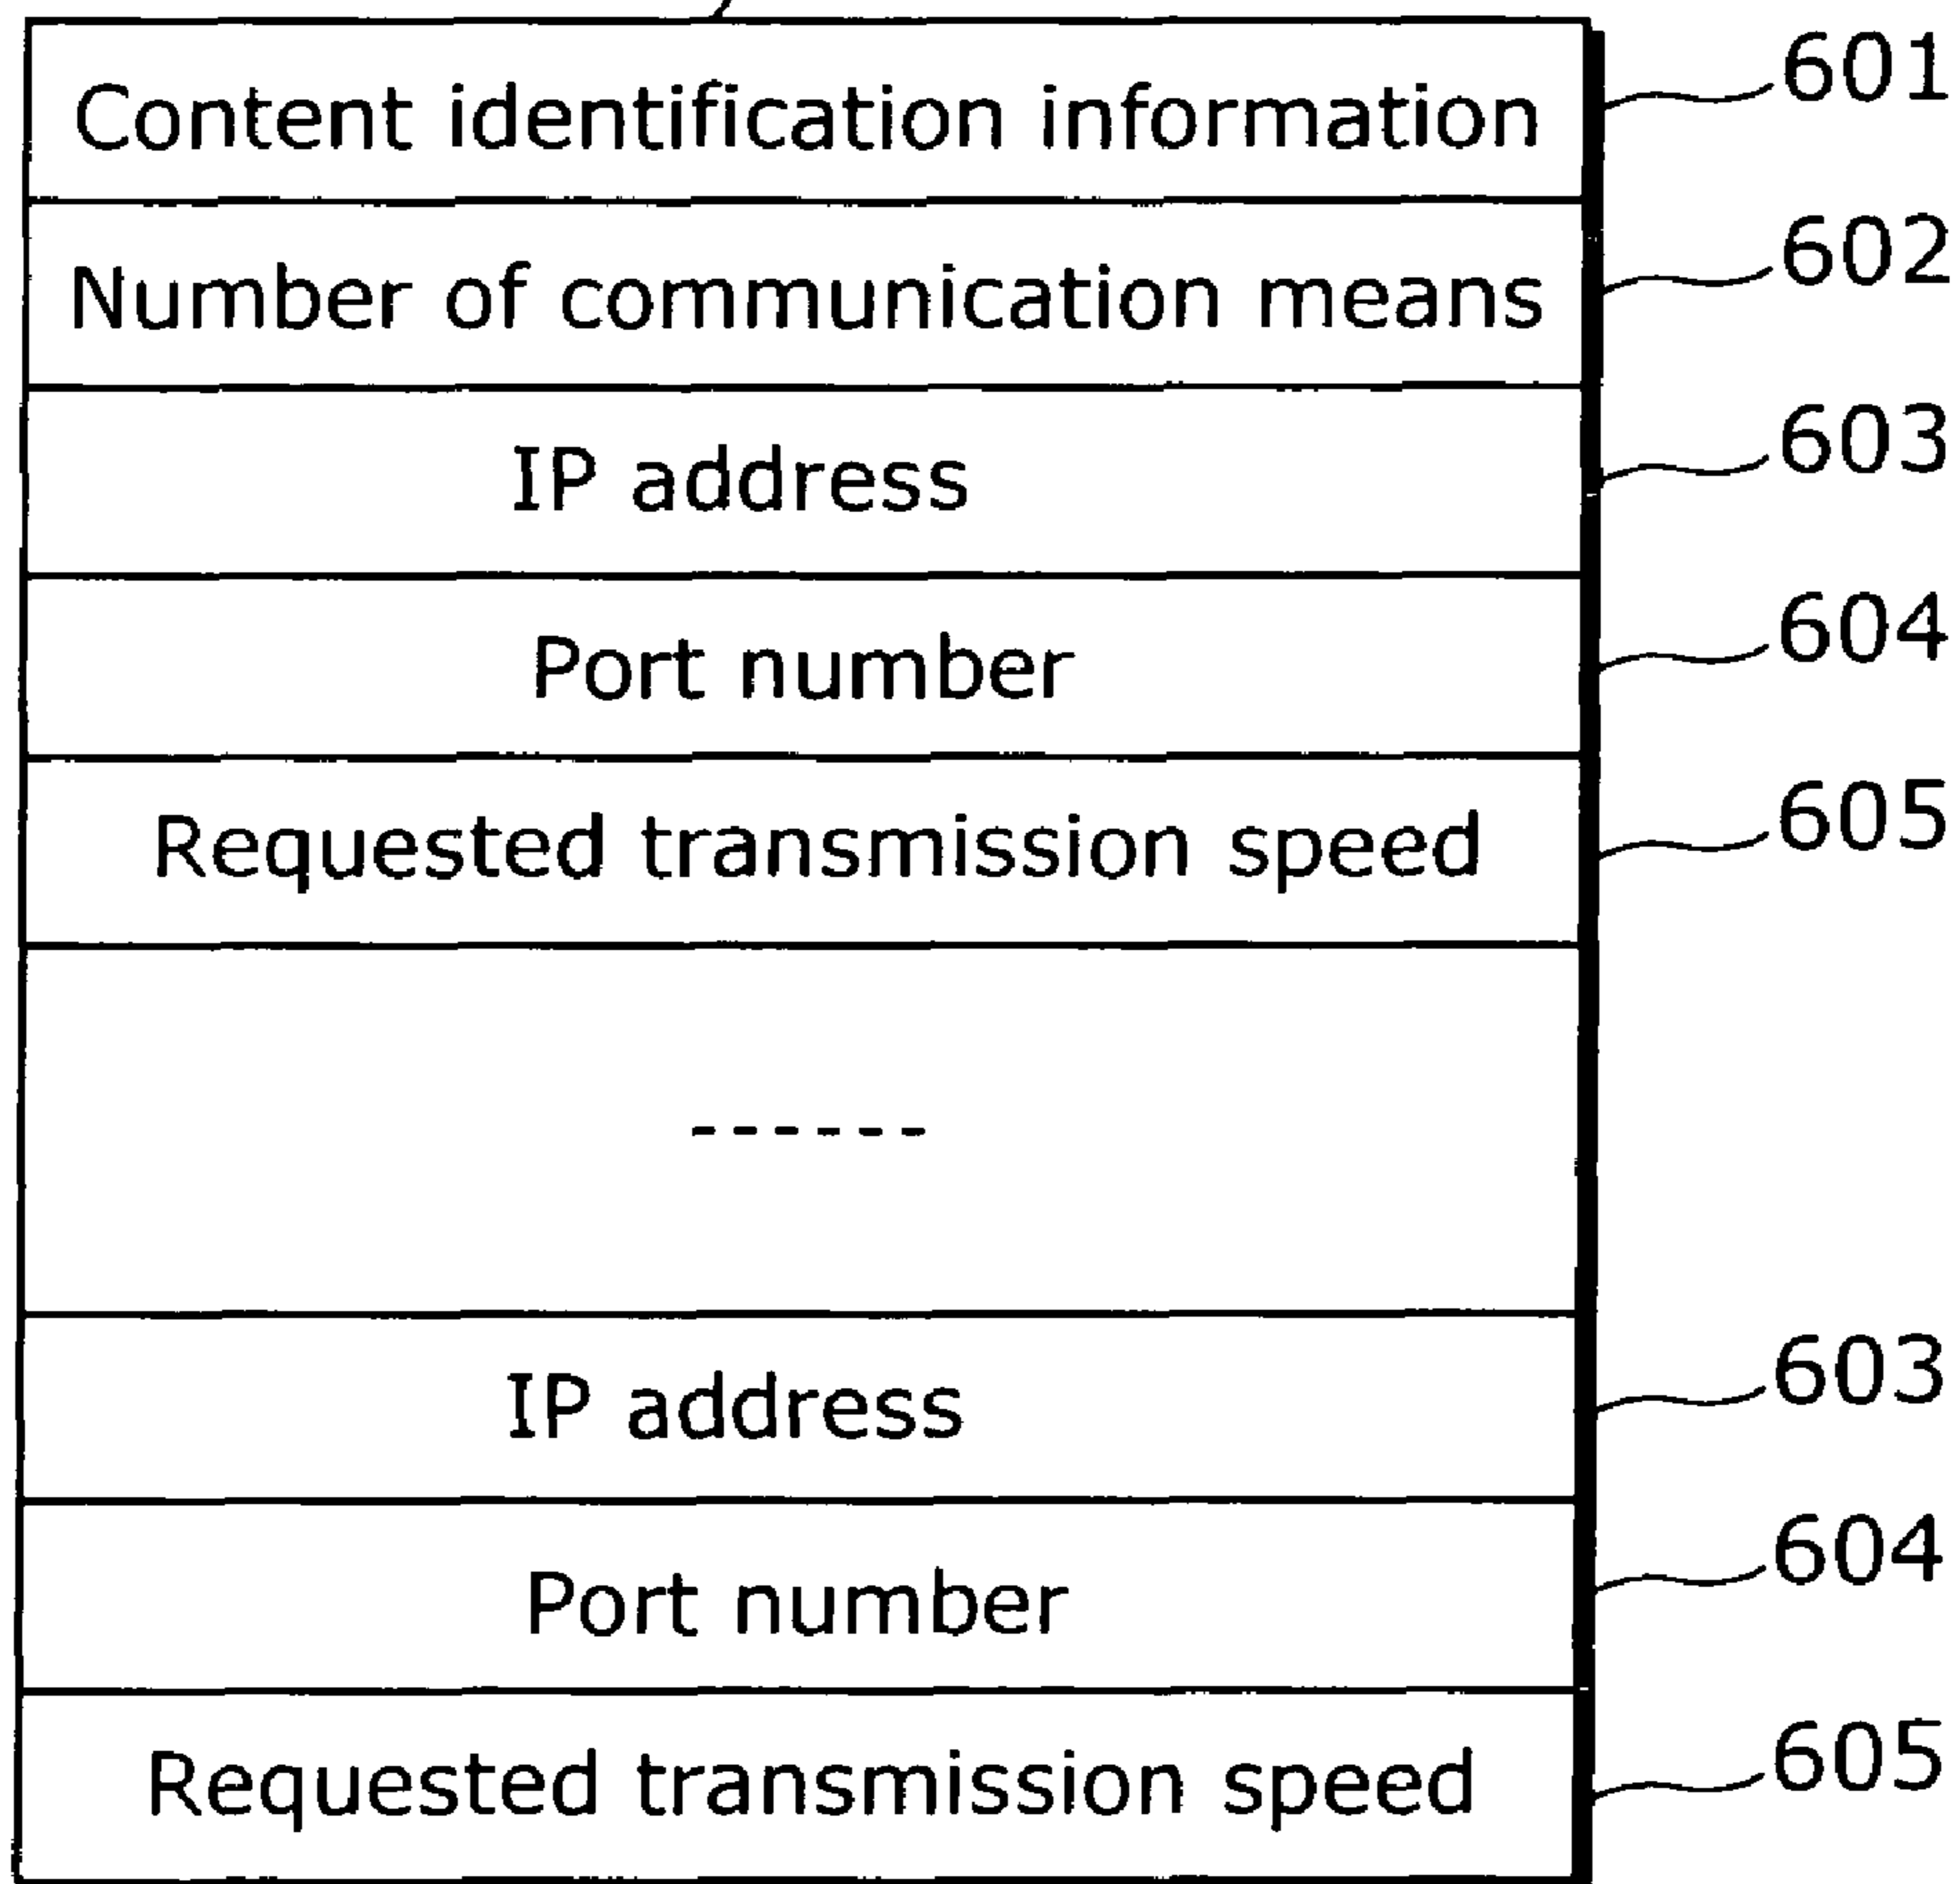 Content identification information 601
Number of communication means 602
IP address 603
Port number 604
Requested transmission speed 605
------
IP address 603
Port number 604
Requested transmission speed 605